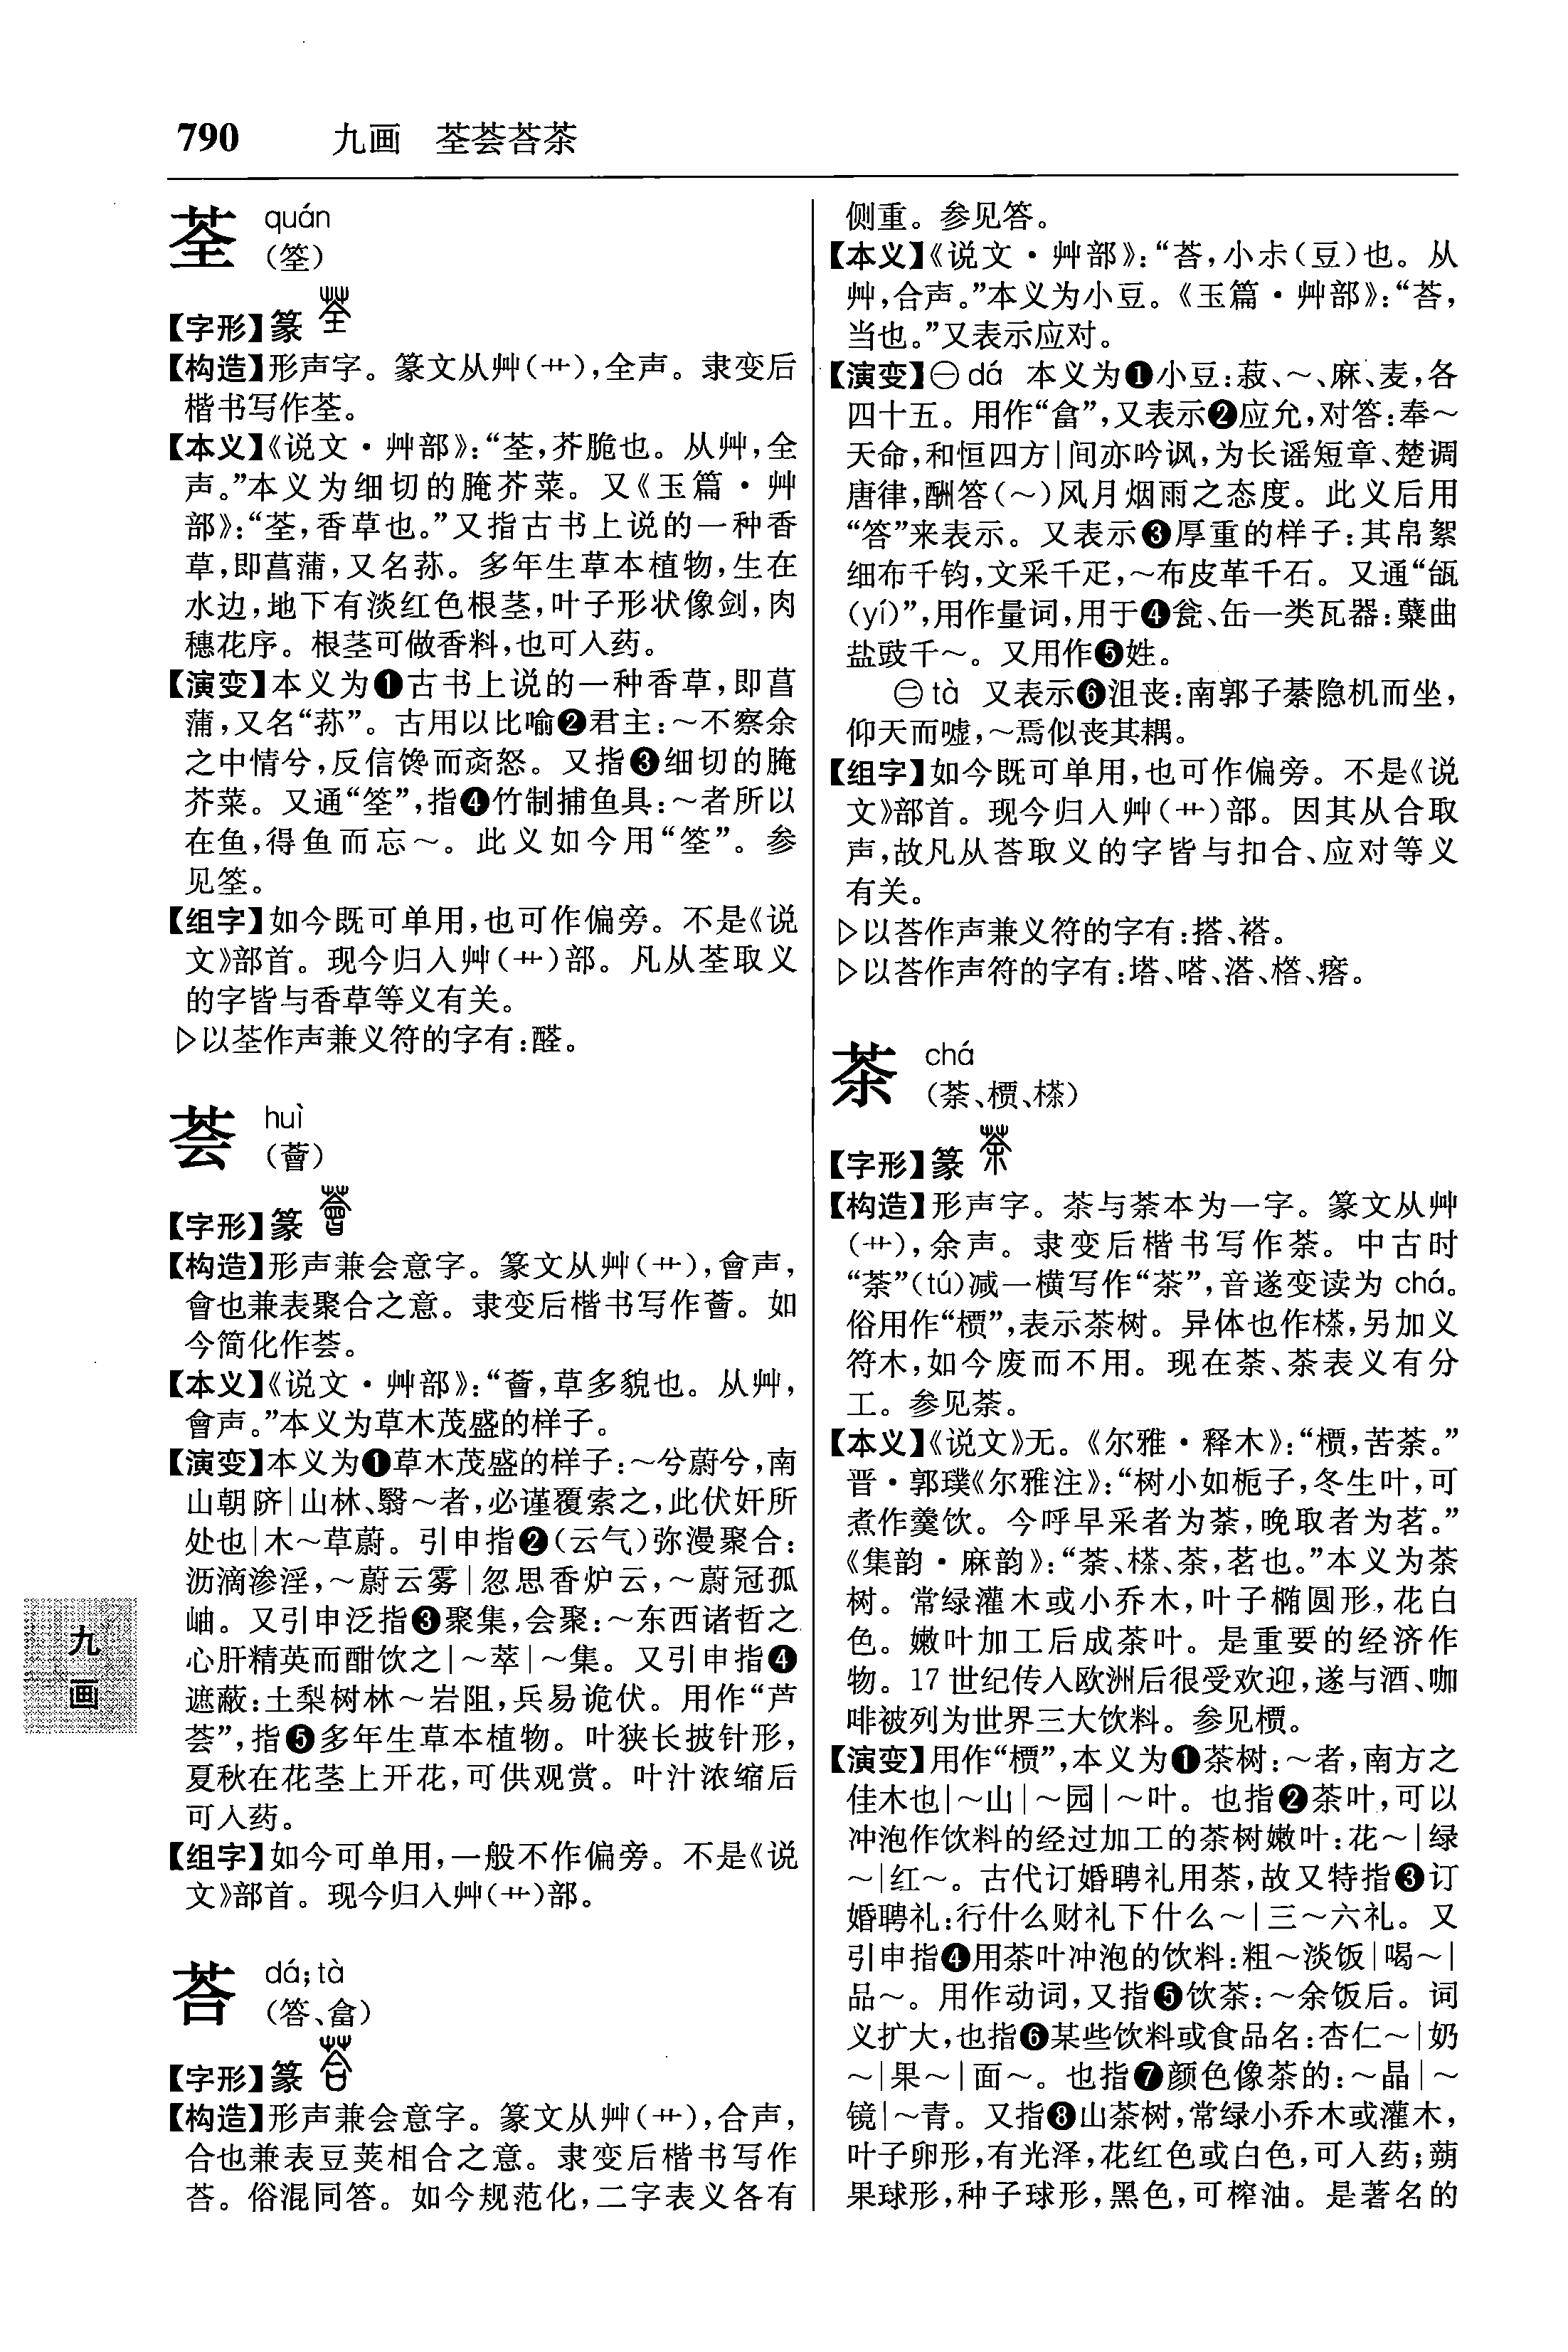 790 九画 荃荟荅茶
荃 quán
(筌)
【字形】篆
【构造】形声字。篆文从艸(艹),全声。隶变后
楷书写作荃。
【本义】《说文·艸部》:“荃,芥脆也。从艸,全
声。”本义为细切的腌芥菜。又《玉篇·艸
部》:“荃,香草也。”又指古书上说的一种香
草,即菖蒲,又名荪。多年生草本植物,生在
水边,地下有淡红色根茎,叶子形状像剑,肉
穗花序。根茎可做香料,也可入药。
【演变】本义为❶古书上说的一种香草,即菖
蒲,又名“荪”。古用以比喻❷君主:～不察余
之中情兮,反信馋而斎怒。又指❸细切的腌
芥菜。又通“筌”,指❹竹制捕鱼具:～者所以
在鱼,得鱼而忘～。此义如今用“筌”。参
见筌。
【组字】如今既可单用,也可作偏旁。不是《说
文》部首。现今归入艸(艹)部。凡从荃取义
的字皆与香草等义有关。
▷以荃作声兼义符的字有:醛。
荟 huì
(薈)
【字形】篆
【构造】形声兼会意字。篆文从艸(艹),會声,
會也兼表聚合之意。隶变后楷书写作薈。如
今简化作荟。
【本义】《说文·艸部》:“薈,草多貌也。从艸,
會声。”本义为草木茂盛的样子。
【演变】本义为❶草木茂盛的样子:～兮蔚兮,南
山朝隮|山林、翳～者,必谨覆索之,此伏奸所
处也|木～草蔚。引申指❷(云气)弥漫聚合:
沥滴渗淫,～蔚云雾|忽思香炉云,～蔚冠孤
岫。又引申泛指❸聚集,会聚:～东西诸哲之
心肝精英而酣饮之|～萃|～集。又引申指❹
遮蔽:土梨树林～岩阻,兵易诡伏。用作“芦
荟”,指❺多年生草本植物。叶狭长披针形,
夏秋在花茎上开花,可供观赏。叶汁浓缩后
可入药。
【组字】如今可单用,一般不作偏旁。不是《说
文》部首。现今归入艸(艹)部。
荅 dá;tà
(答、畣)
【字形】篆
【构造】形声兼会意字。篆文从艸(艹),合声,
合也兼表豆荚相合之意。隶变后楷书写作
荅。俗混同答。如今规范化,二字表义各有
侧重。参见答。
【本义】《说文·艸部》:“荅,小尗(豆)也。从
艸,合声。”本义为小豆。《玉篇·艸部》:“荅,
当也。”又表示应对。
【演变】㊀dá 本义为❶小豆:菽、～、麻、麦,各
四十五。用作“畣”,又表示❷应允,对答:奉～
天命,和恒四方|间亦吟讽,为长谣短章、楚调
唐律,酬答(～)风月烟雨之态度。此义后用
“答”来表示。又表示❸厚重的样子:其帛絮
细布千钧,文采千疋,～布皮革千石。又通“瓵
(yí)”,用作量词,用于❹瓮、缶一类瓦器:蘖曲
盐豉千～。又用作❺姓。
㊁tà 又表示❻沮丧:南郭子綦隐机而坐,
仰天而嘘,～焉似丧其耦。
【组字】如今既可单用,也可作偏旁。不是《说
文》部首。现今归入艸(艹)部。因其从合取
声,故凡从荅取义的字皆与扣合、应对等义
有关。
▷以荅作声兼义符的字有:搭、褡。
▷以荅作声符的字有:塔、嗒、溚、榙、瘩。
茶 chá
(荼、槚、㮑)
【字形】篆
【构造】形声字。茶与荼本为一字。篆文从艸
(艹),余声。隶变后楷书写作荼。中古时
“荼”(tú)减一横写作“茶”,音遂变读为 chá。
俗用作“槚”,表示茶树。异体也作㮑,另加义
符木,如今废而不用。现在荼、茶表义有分
工。参见荼。
【本义】《说文》无。《尔雅·释木》:“槚,苦荼。”
晋·郭璞《尔雅注》:“树小如栀子,冬生叶,可
煮作羹饮。今呼早采者为荼,晚取者为茗。”
《集韵·麻韵》:“荼、㮑、茶,茗也。”本义为茶
树。常绿灌木或小乔木,叶子椭圆形,花白
色。嫩叶加工后成茶叶。是重要的经济作
物。17世纪传入欧洲后很受欢迎,遂与酒、咖
啡被列为世界三大饮料。参见槚。
【演变】用作“槚”,本义为❶茶树:～者,南方之
佳木也|～山|～园|～叶。也指❷茶叶,可以
冲泡作饮料的经过加工的茶树嫩叶:花～|绿
～|红～。古代订婚聘礼用茶,故又特指❸订
婚聘礼:行什么财礼下什么～|三～六礼。又
引申指❹用茶叶冲泡的饮料:粗～淡饭|喝～|
品～。用作动词,又指❺饮茶:～余饭后。词
义扩大,也指❻某些饮料或食品名:杏仁～|奶
～|果～|面～。也指❼颜色像茶的:～晶|～
镜|～青。又指❽山茶树,常绿小乔木或灌木,
叶子卵形,有光泽,花红色或白色,可入药;蒴
果球形,种子球形,黑色,可榨油。是著名的
九
画